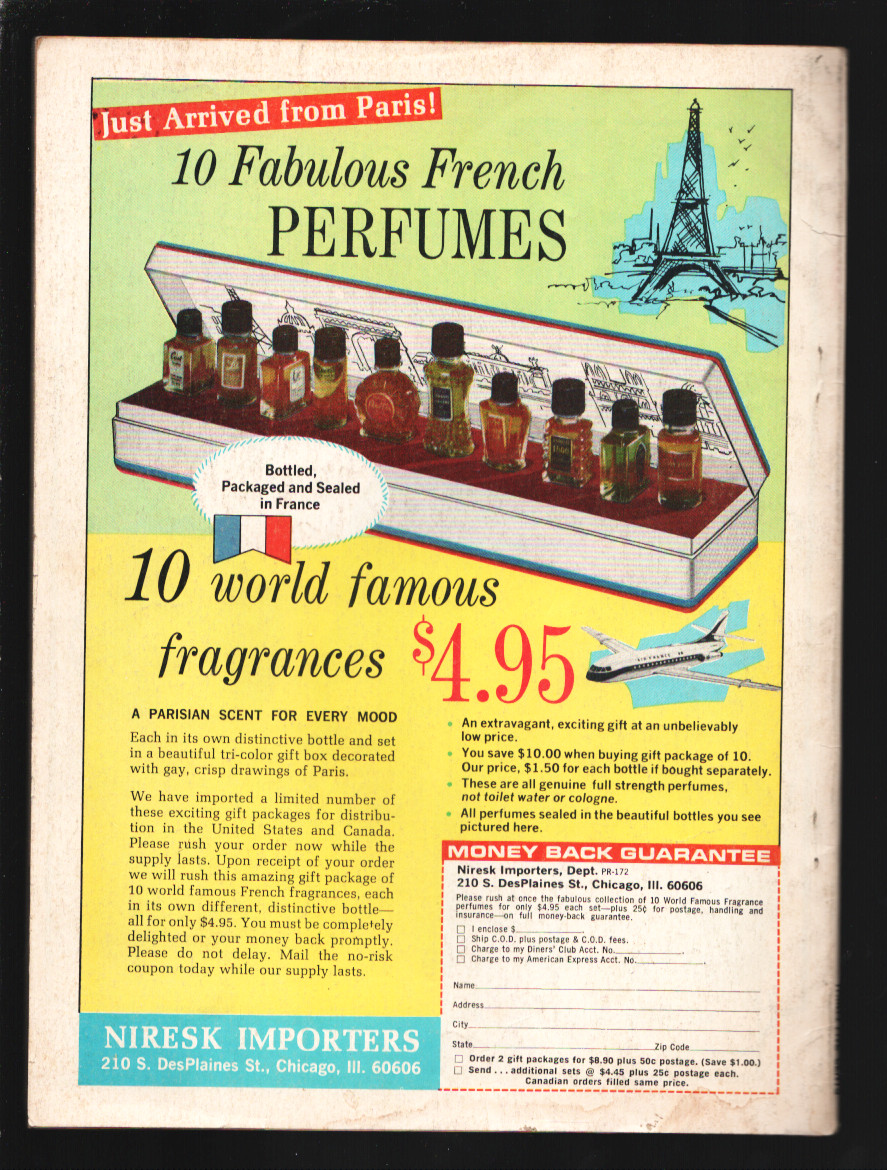 Just Arrived from Paris!
10 Fabulous French
PERFUMES
Bottled,
Packaged and Sealed
in France
10 world famous
fragrances $4.95
AIR FRANCE
A PARISIAN SCENT FOR EVERY MOOD
Each in its own distinctive bottle and set
in a beautiful tri-color gift box decorated
with gay, crisp drawings of Paris.
We have imported a limited number of
these exciting gift packages for distribu-
tion in the United States and Canada.
Please rush your order now while the
supply lasts. Upon receipt of your order
we will rush this amazing gift package of
10 world famous French fragrances, each
in its own different, distinctive bottle—
all for only $4.95. You must be completely
delighted or your money back promptly.
Please do not delay. Mail the no-risk
coupon today while our supply lasts.
• An extravagant, exciting gift at an unbelievably
low price.
• You save $10.00 when buying gift package of 10.
Our price, $1.50 for each bottle if bought separately.
• These are all genuine full strength perfumes,
not toilet water or cologne.
• All perfumes sealed in the beautiful bottles you see
pictured here.
NIRESK IMPORTERS
210 S. DesPlaines St., Chicago, Ill. 60606
MONEY BACK GUARANTEE
Niresk Importers, Dept. PR-172
210 S. DesPlaines St., Chicago, Ill. 60606
Please rush at once the fabulous collection of 10 World Famous Fragrance
perfumes for only $4.95 each set—plus 25¢ for postage, handling and
insurance—on full money-back guarantee.
☐ I enclose $
☐ Ship C.O.D. plus postage & C.O.D. fees.
☐ Charge to my Diners' Club Acct. No.
☐ Charge to my American Express Acct. No.
Name
Address
City
State Zip Code
☐ Order 2 gift packages for $8.90 plus 50c postage. (Save $1.00.)
☐ Send . . . additional sets @ $4.45 plus 25c postage each.
Canadian orders filled same price.